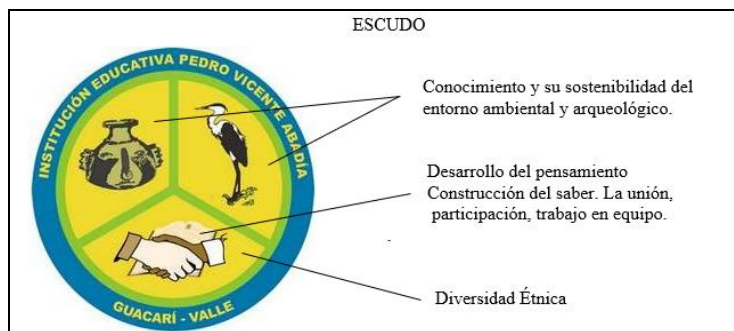 ESCUDO
INSTITUCIÓN EDUCATIVA PEDRO VICENTE ABADÍA
GUACARÍ - VALLE
Conocimiento y su sostenibilidad del
entorno ambiental y arqueológico.
Desarrollo del pensamiento
Construcción del saber. La unión,
participación, trabajo en equipo.
Diversidad Étnica